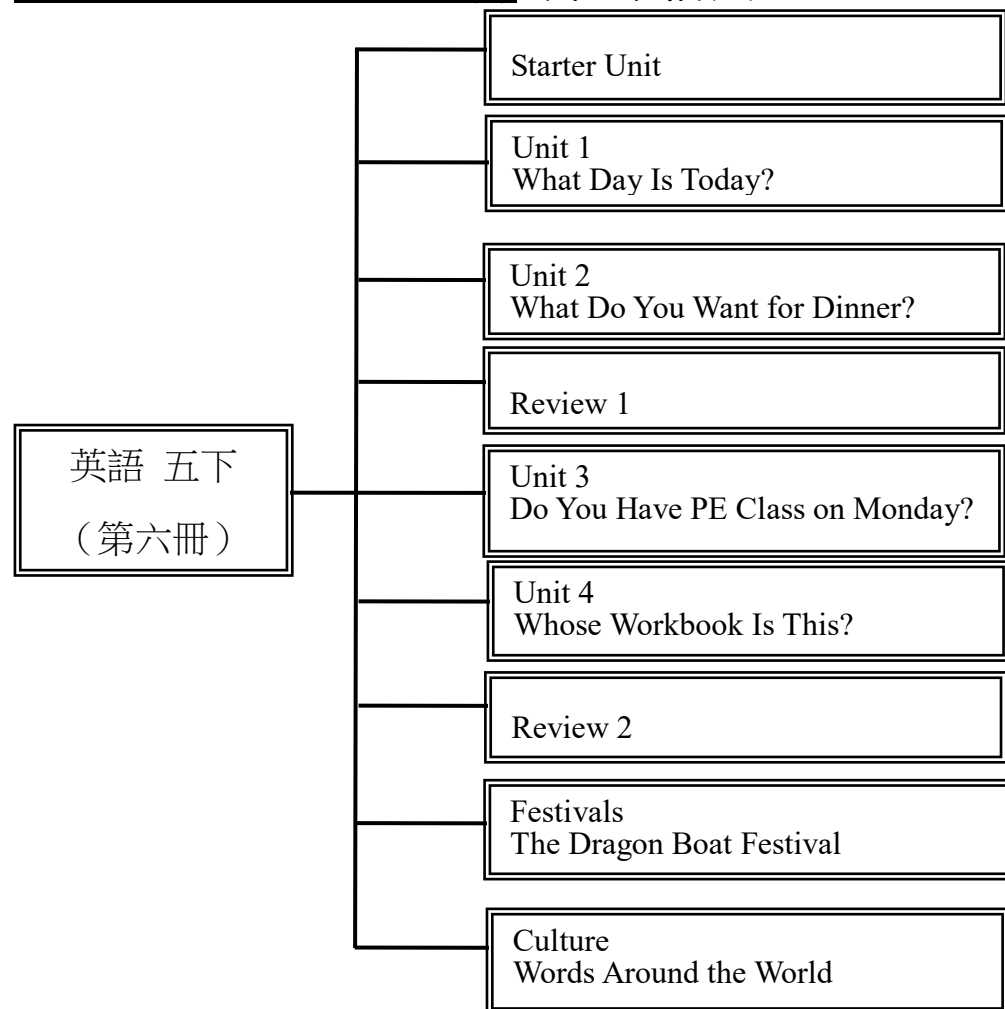 Starter Unit
Unit 1
What Day Is Today?
Unit 2
What Do You Want for Dinner?
Review 1
英語 五下
（第六冊）
Unit 3
Do You Have PE Class on Monday?
Unit 4
Whose Workbook Is This?
Review 2
Festivals
The Dragon Boat Festival
Culture
Words Around the World